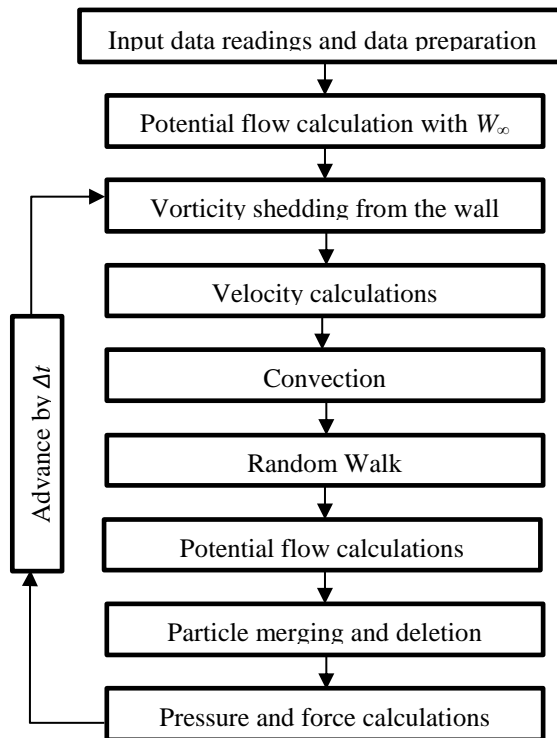 Input data readings and data preparation
Potential flow calculation with W∞
Vorticity shedding from the wall
Velocity calculations
Convection
Random Walk
Potential flow calculations
Particle merging and deletion
Pressure and force calculations
Advance by Δt